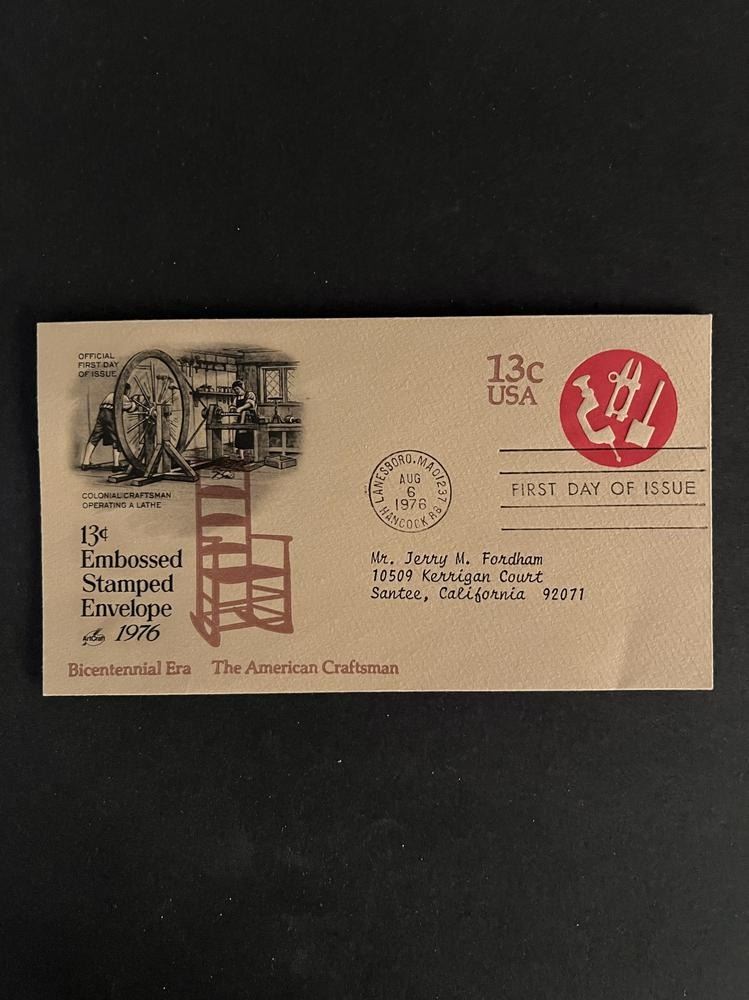 OFFICIAL
FIRST DAY
OF ISSUE
COLONIAL CRAFTSMAN
OPERATING A LATHE
13¢
Embossed
Stamped
Envelope
ArtCraft 1976
Bicentennial Era The American Craftsman
13c
USA
LANESBORO, MA 01237
AUG
6
1976
HANCOCK RS
FIRST DAY OF ISSUE
Mr. Jerry M. Fordham
10509 Kerrigan Court
Santee, California 92071